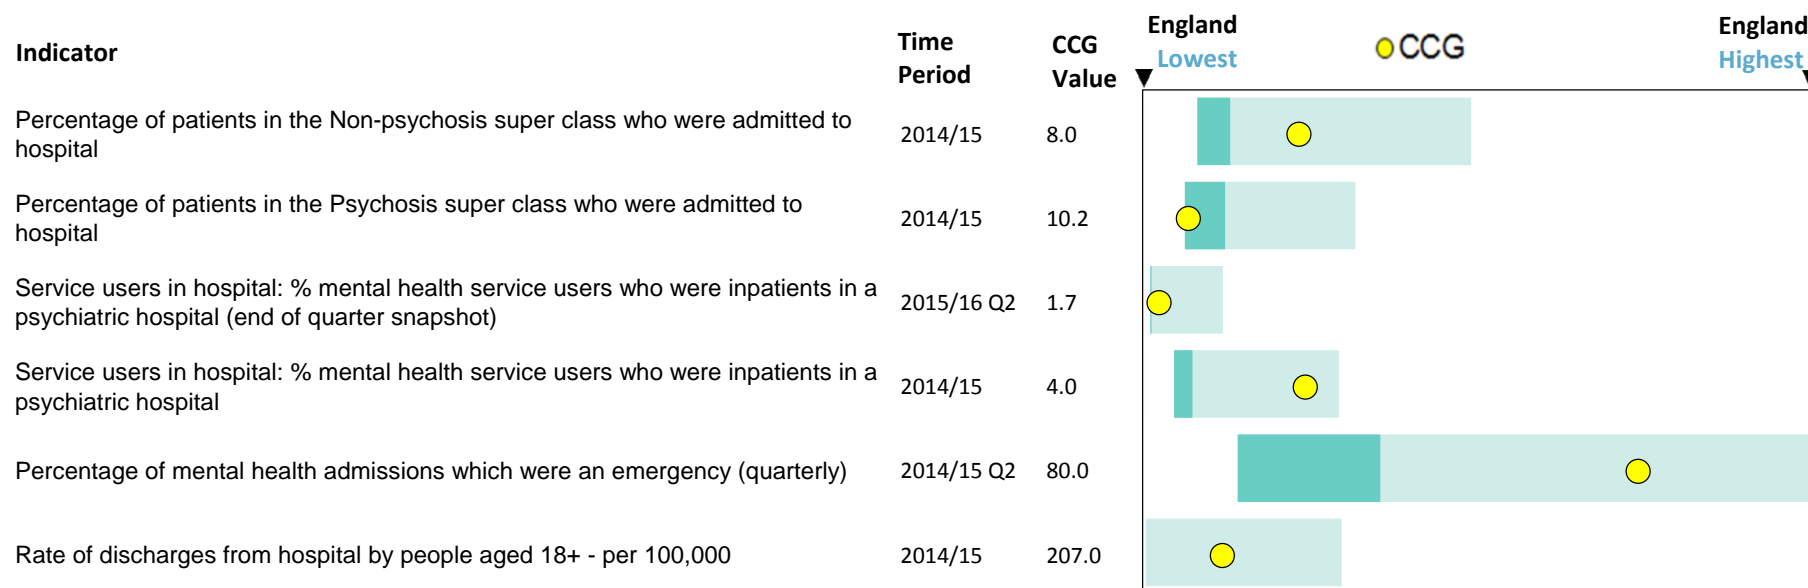 Indicator
Time
Period
CCG
Value
England
Lowest
CCG
England
Highest
Percentage of patients in the Non-psychosis super class who were admitted to
hospital
2014/15
8.0
Percentage of patients in the Psychosis super class who were admitted to
hospital
2014/15
10.2
Service users in hospital: % mental health service users who were inpatients in a
psychiatric hospital (end of quarter snapshot)
2015/16 Q2
1.7
Service users in hospital: % mental health service users who were inpatients in a
psychiatric hospital
2014/15
4.0
Percentage of mental health admissions which were an emergency (quarterly)
2014/15 Q2
80.0
Rate of discharges from hospital by people aged 18+ - per 100,000
2014/15
207.0